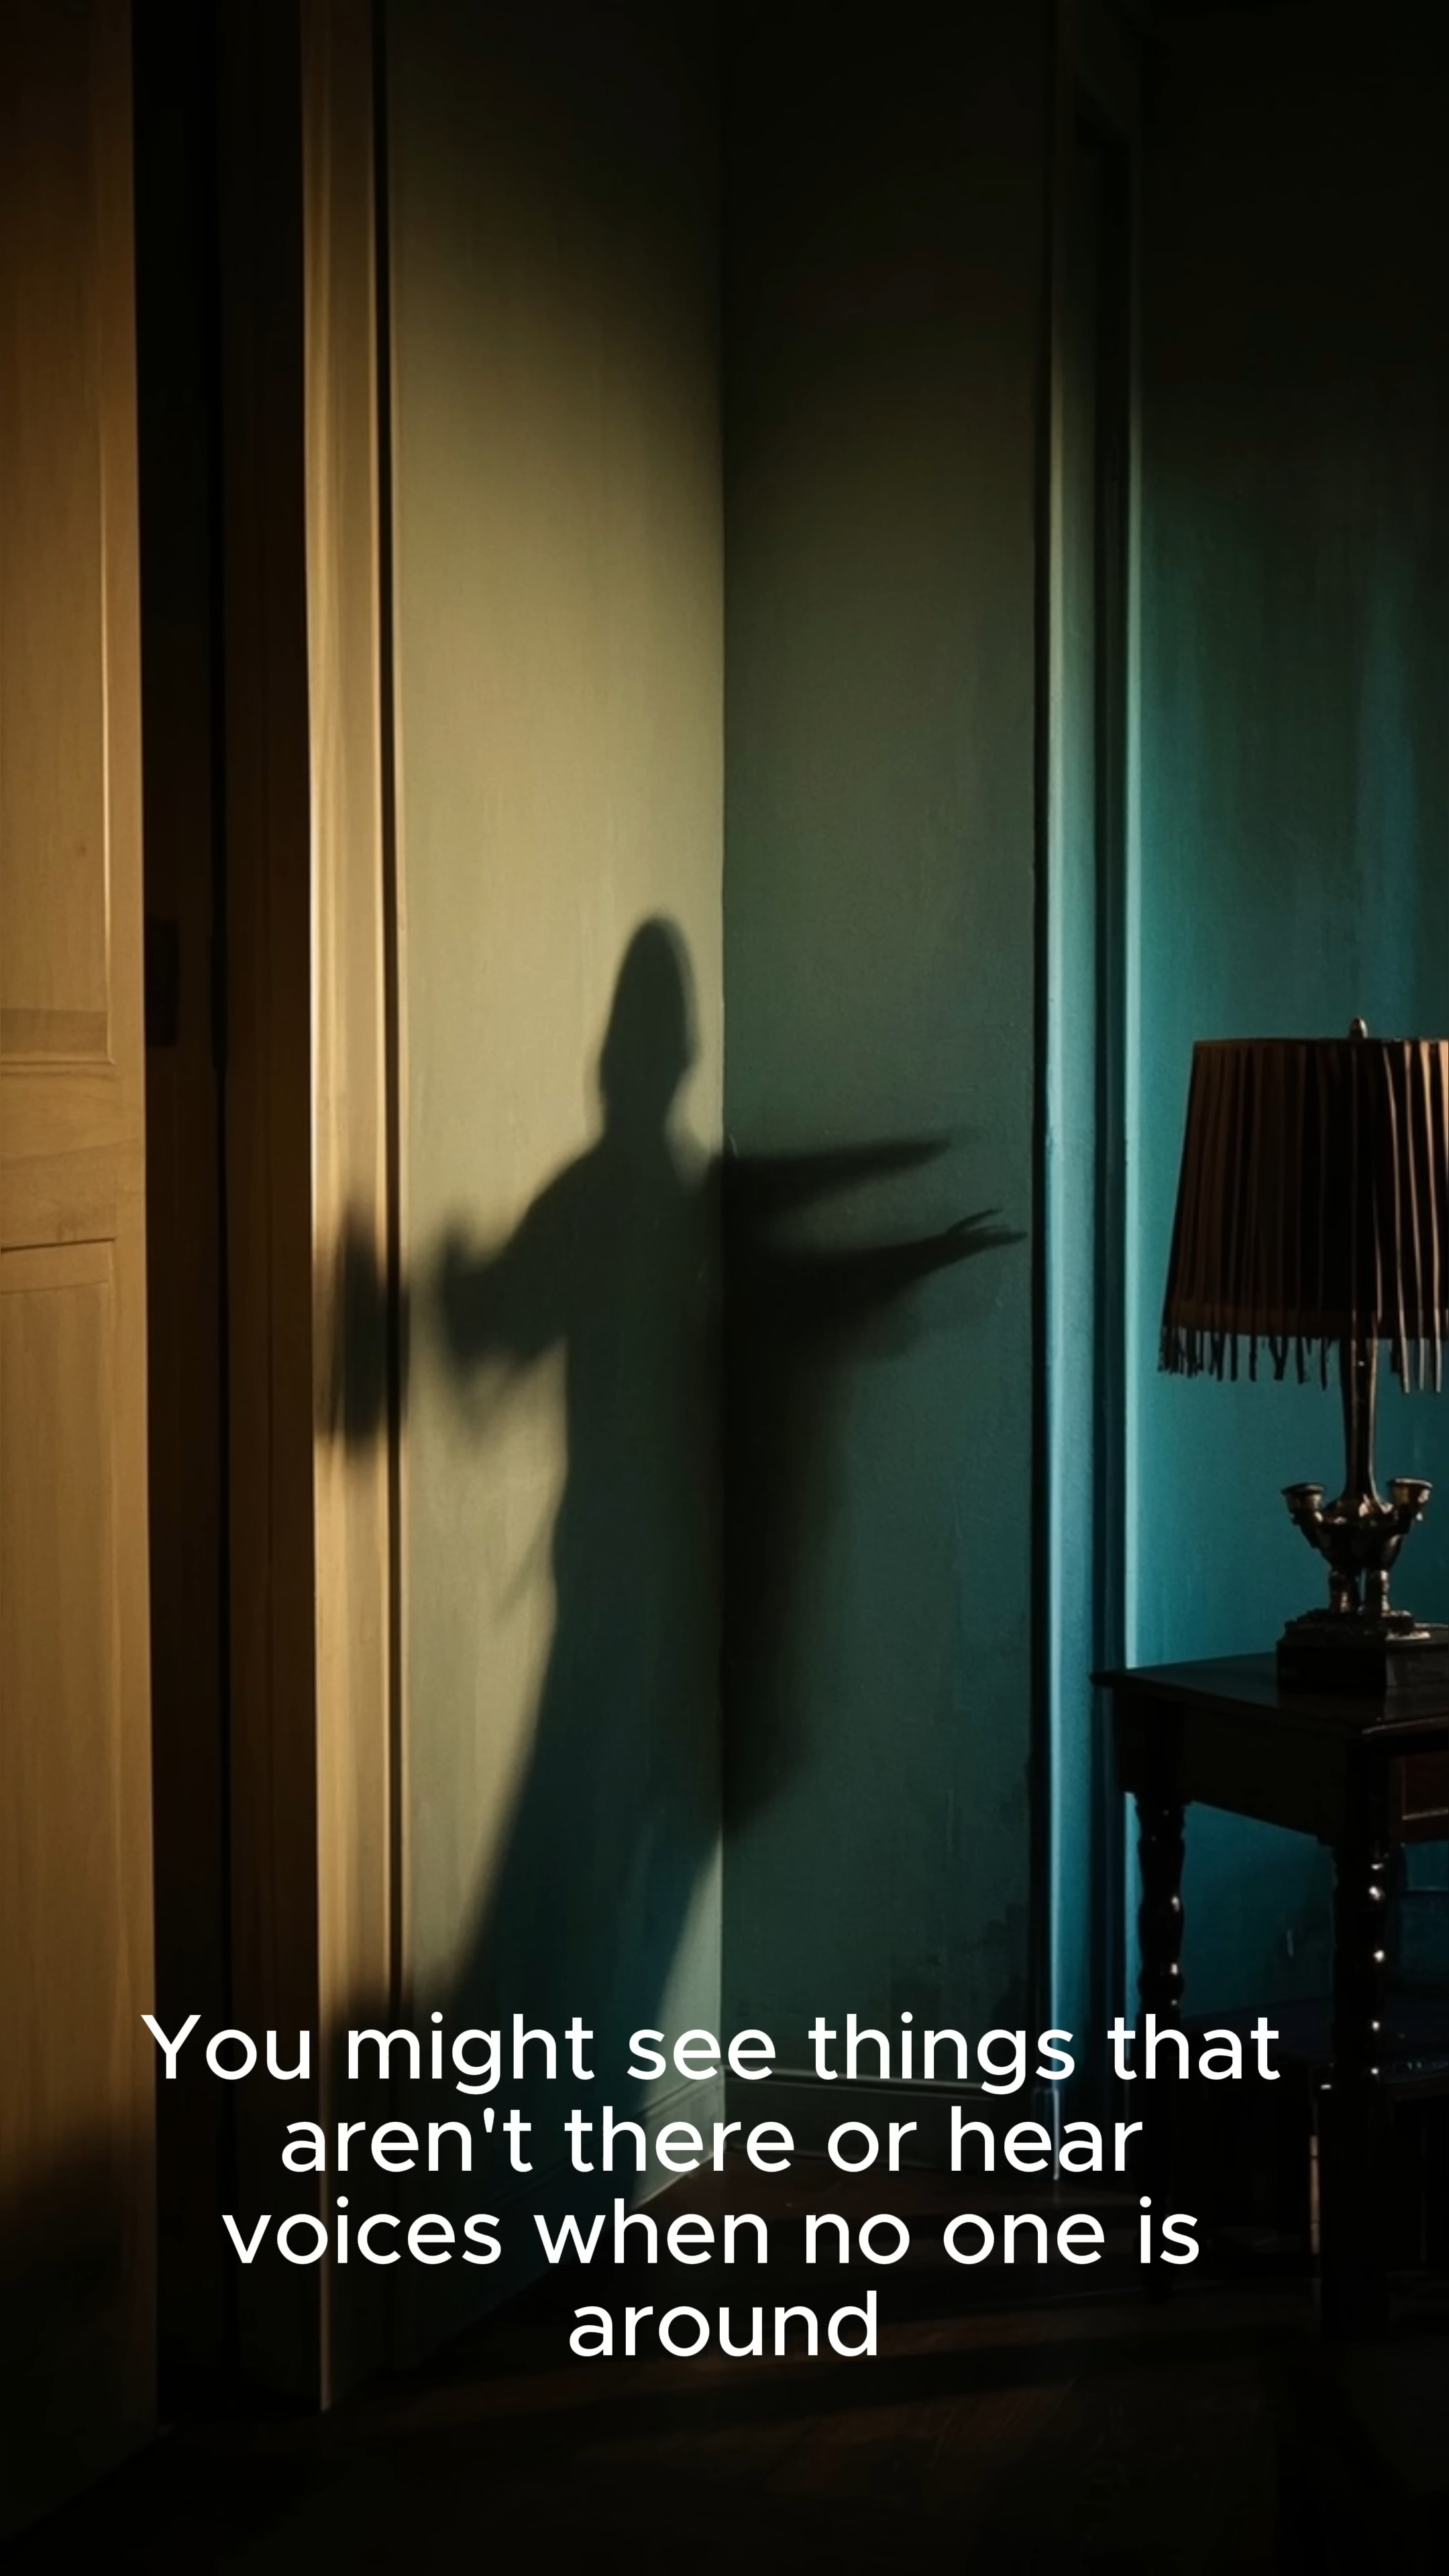 You might see things that
aren't there or hear
voices when no one is
around